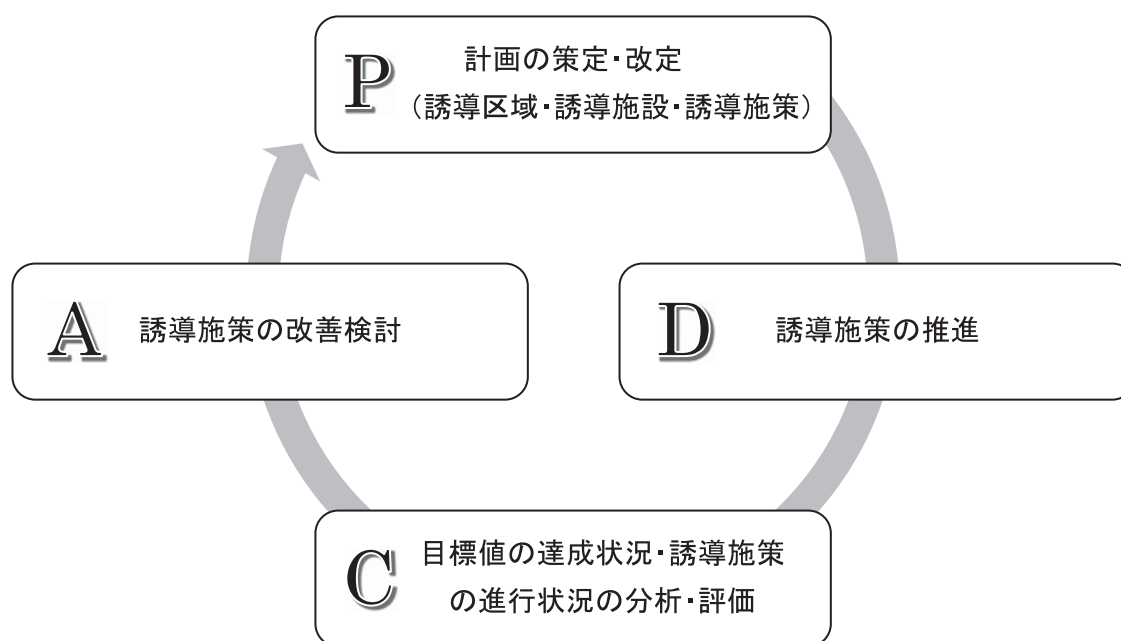 P
計画の策定・改定
（誘導区域・誘導施設・誘導施策）
D
誘導施策の推進
C
目標値の達成状況・誘導施策
の進行状況の分析・評価
A
誘導施策の改善検討